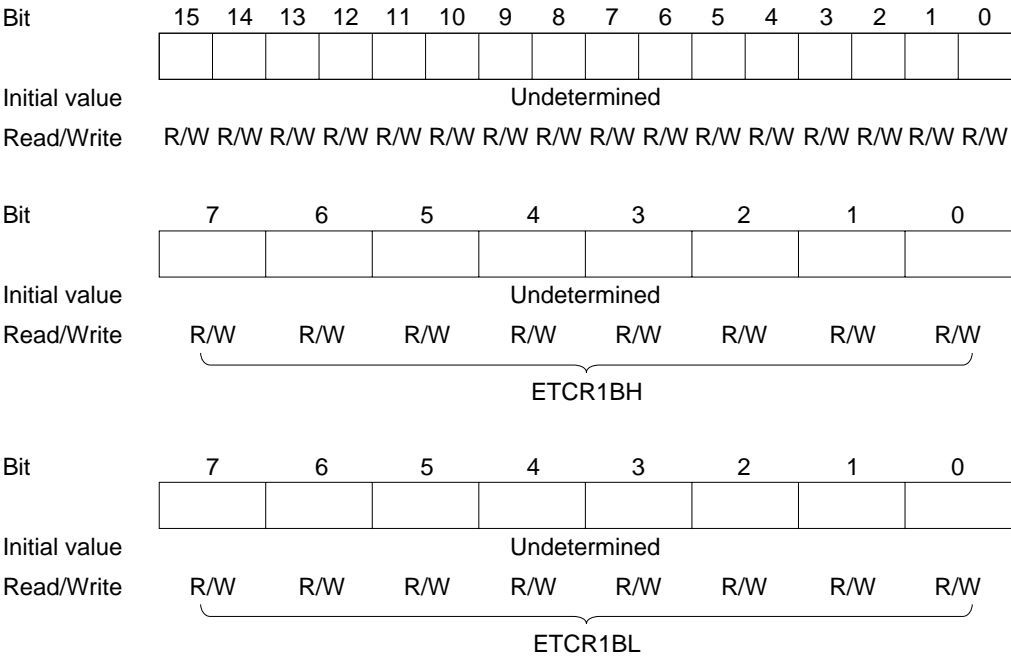 Bit 15 14 13 12 11 10 9 8 7 6 5 4 3 2 1 0
Initial value Undetermined
Read/Write R/W R/W R/W R/W R/W R/W R/W R/W R/W R/W R/W R/W R/W R/W R/W R/W
Bit 7 6 5 4 3 2 1 0
Initial value Undetermined
Read/Write R/W R/W R/W R/W R/W R/W R/W R/W
ETCR1BH
Bit 7 6 5 4 3 2 1 0
Initial value Undetermined
Read/Write R/W R/W R/W R/W R/W R/W R/W R/W
ETCR1BL